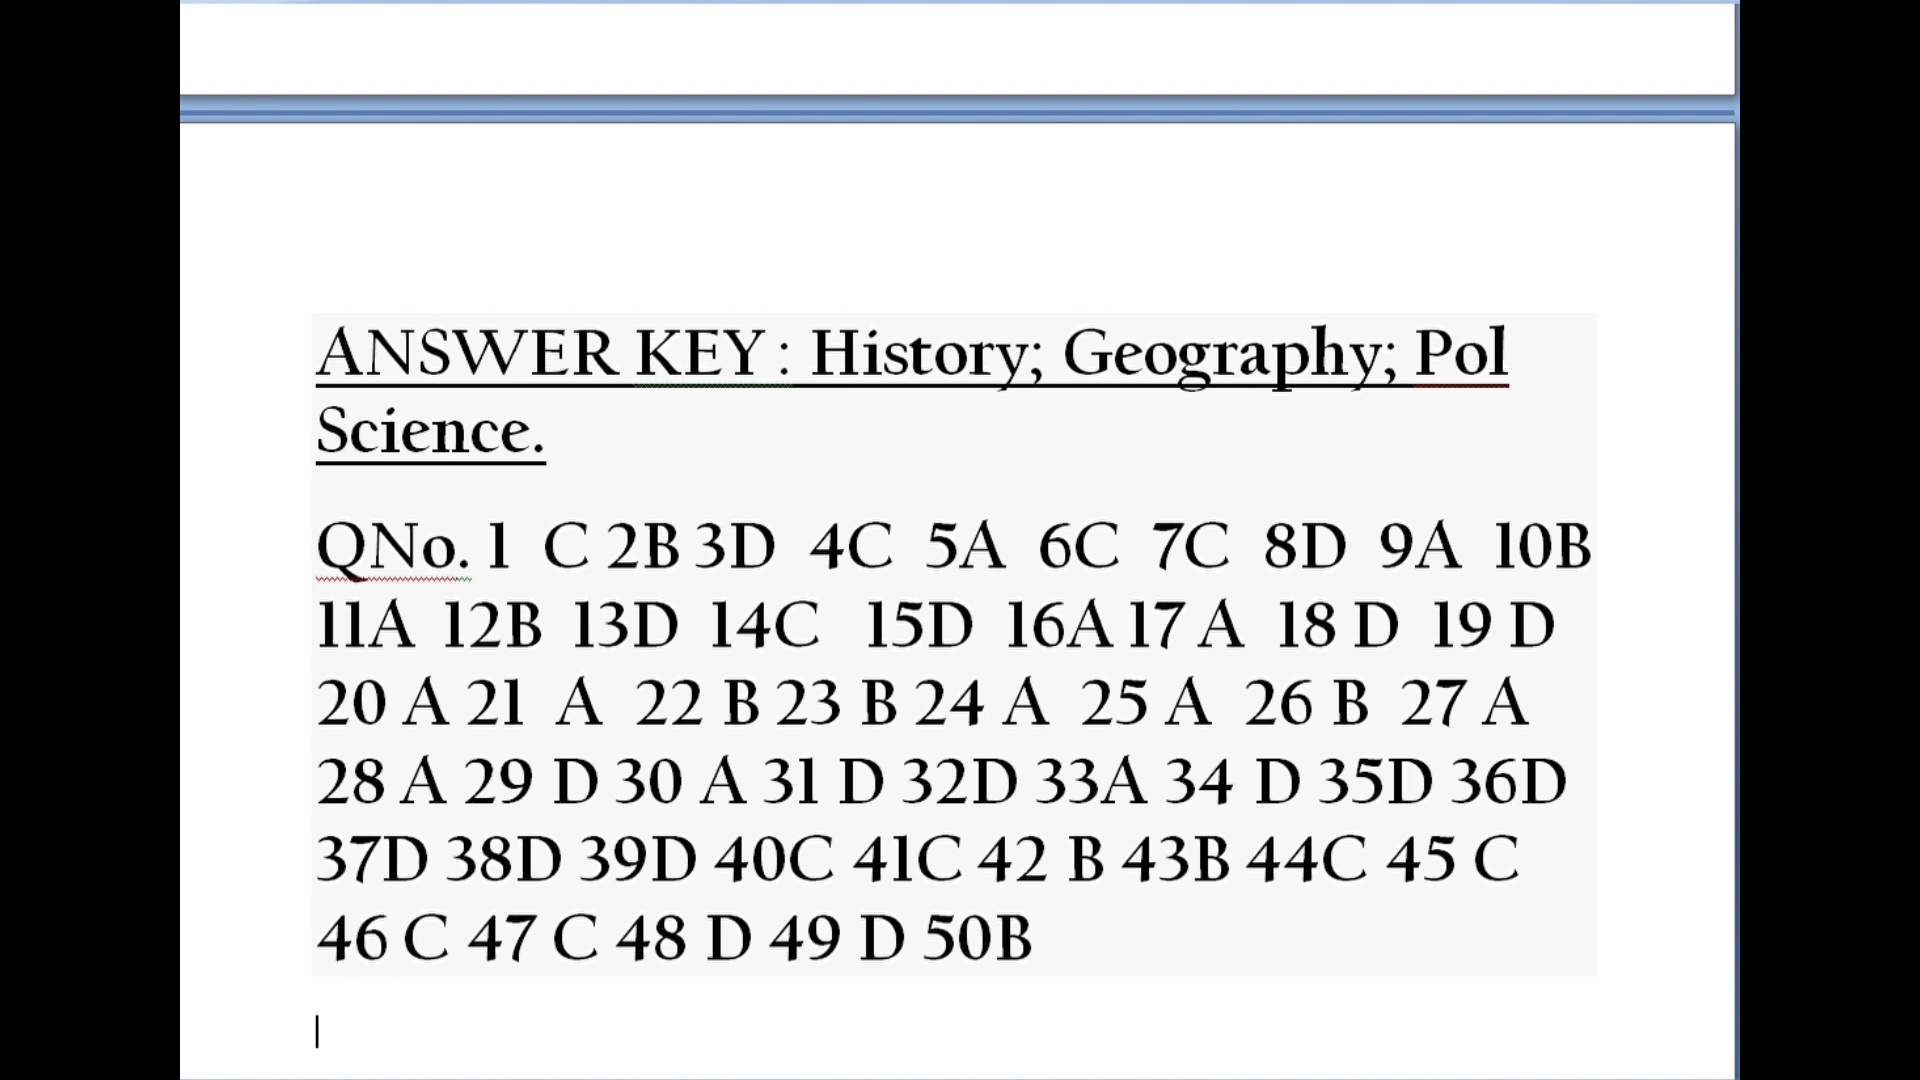 ANSWER KEY : History; Geography; Pol
Science.
QNo. 1 C 2B 3D 4C 5A 6C 7C 8D 9A 10B
11A 12B 13D 14C 15D 16A 17 A 18 D 19 D
20 A 21 A 22 B 23 B 24 A 25 A 26 B 27 A
28 A 29 D 30 A 31 D 32D 33A 34 D 35D 36D
37D 38D 39D 40C 41C 42 B 43B 44C 45 C
46 C 47 C 48 D 49 D 50B